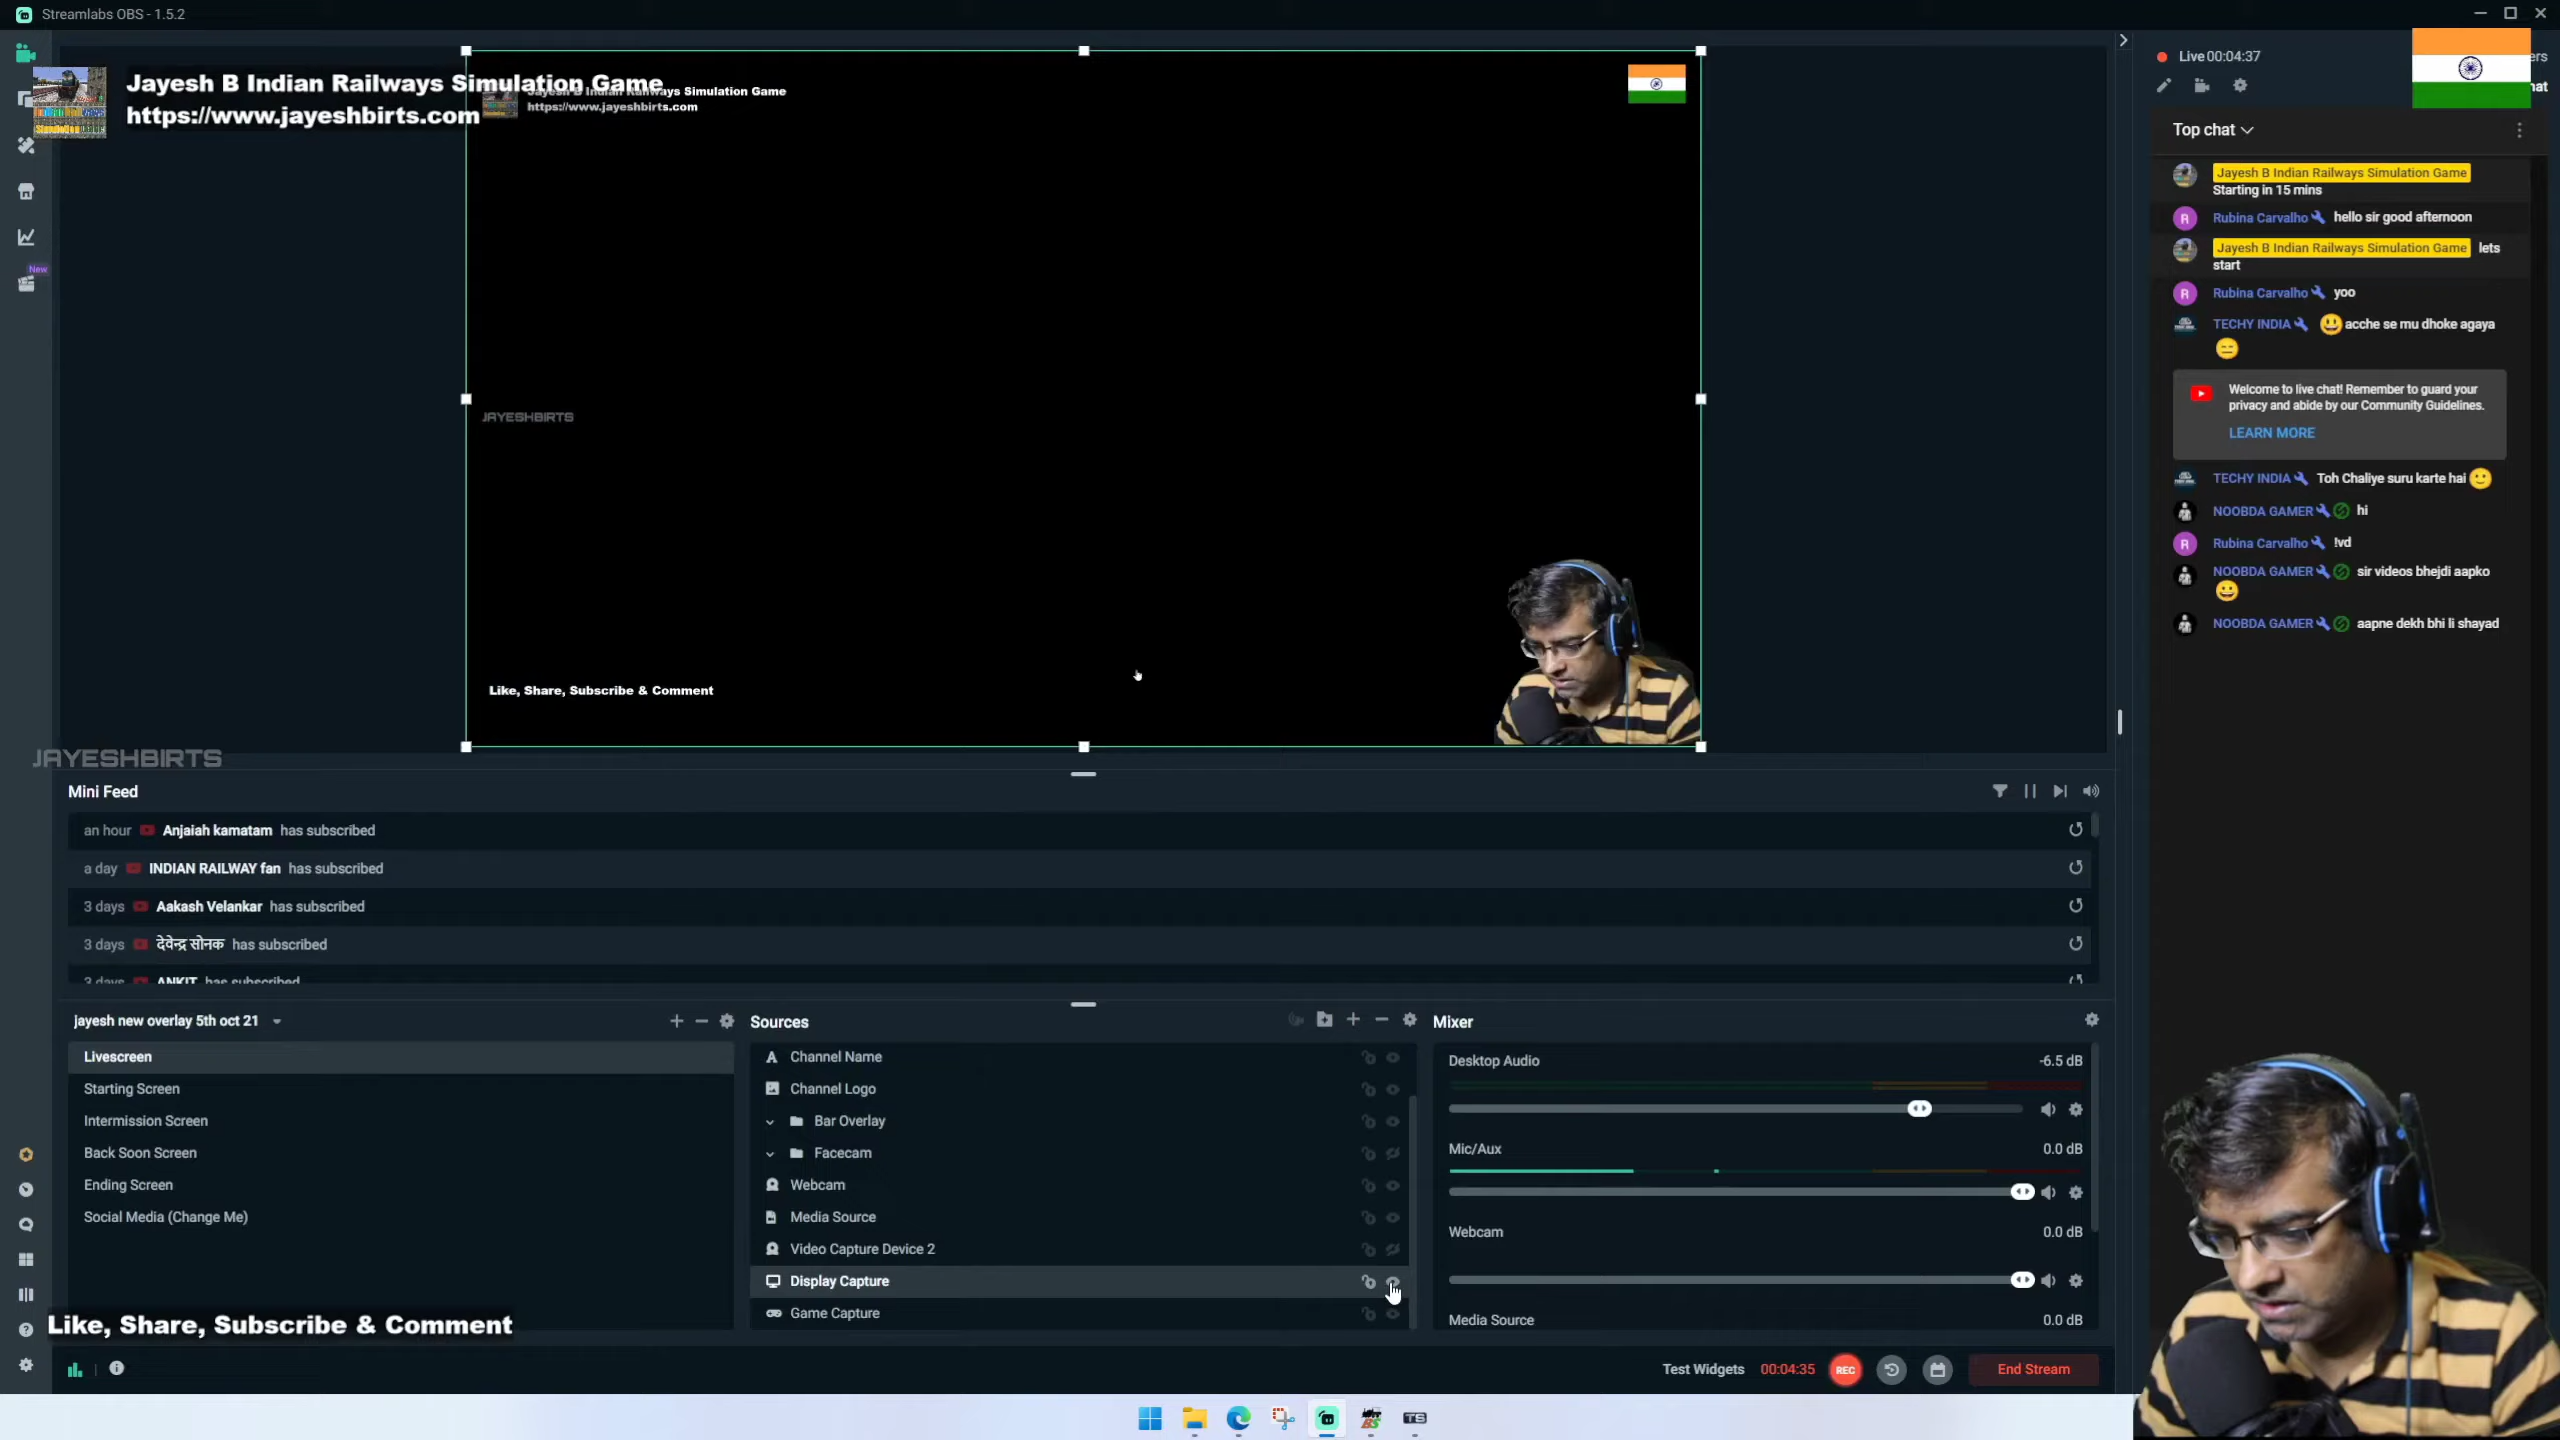 Streamlabs OBS - 1.5.2
Jayesh B Indian Railways Simulation Game
https://www.jayeshbirts.com
ways Simulation Game
https://www.jayeshbirts.com
JAYESHBIRTS
Like, Share, Subscribe & Comment
New
Live 00:04:37
Top chat
Jayesh B Indian Railways Simulation Game
Starting in 15 mins
Rubina Carvalho hello sir good afternoon
Jayesh B Indian Railways Simulation Game lets
start
Rubina Carvalho yoo
TECHY INDIA 😃acche se mu dhoke agaya
😑
Welcome to live chat! Remember to guard your
privacy and abide by our Community Guidelines.
LEARN MORE
TECHY INDIA Toh Chaliye suru karte hai🙂
NOOBDA GAMER hi
Rubina Carvalho !vd
NOOBDA GAMER sir videos bhejdi aapko
😀
NOOBDA GAMER aapne dekh bhi li shayad
JAYESHBIRTS
Mini Feed
an hour Anjaiah kamatam has subscribed
a day INDIAN RAILWAY fan has subscribed
3 days Aakash Velankar has subscribed
3 days देवेन्द्र सोनक has subscribed
3 days ANKIT has subscribed
jayesh new overlay 5th oct 21
Livescreen
Starting Screen
Intermission Screen
Back Soon Screen
Ending Screen
Social Media (Change Me)
Like, Share, Subscribe & Comment
Sources
Channel Name
Channel Logo
Bar Overlay
Facecam
Webcam
Media Source
Video Capture Device 2
Display Capture
Game Capture
Mixer
Desktop Audio -6.5 dB
Mic/Aux 0.0 dB
Webcam 0.0 dB
Media Source 0.0 dB
Test Widgets 00:04:35 REC End Stream
TS